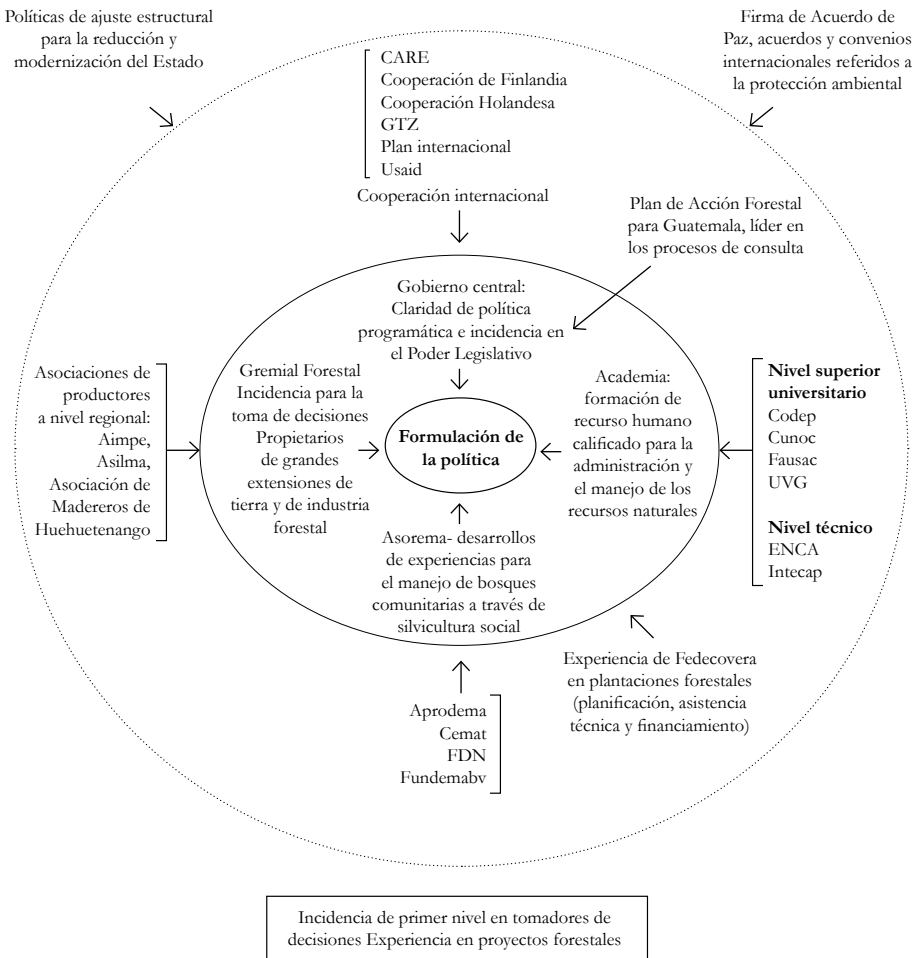 Políticas de ajuste estructural
para la reducción y
modernización del Estado
Firma de Acuerdo de
Paz, acuerdos y convenios
internacionales referidos a
la protección ambiental
CARE
Cooperación de Finlandia
Cooperación Holandesa
GTZ
Plan internacional
Usaid
Cooperación internacional
Plan de Acción Forestal
para Guatemala, líder en
los procesos de consulta
Gobierno central:
Claridad de política
programática e incidencia en
el Poder Legislativo
Asociaciones de
productores
a nivel regional:
Aimpe,
Asilma,
Asociación de
Madereros de
Huehuetenango
Gremial Forestal
Incidencia para la
toma de decisiones
Propietarios
de grandes
extensiones de
tierra y de industria
forestal
Formulación de
la política
Academia:
formación de
recurso humano
calificado para la
administración y
el manejo de los
recursos naturales
Nivel superior
universitario
Codep
Cunoc
Fausac
UVG
Nivel técnico
ENCA
Intecap
Asorema- desarrollos
de experiencias para
el manejo de bosques
comunitarias a través de
silvicultura social
Experiencia de Fedecovera
en plantaciones forestales
(planificación, asistencia
técnica y financiamiento)
Aprodema
Cemat
FDN
Fundemabv
Incidencia de primer nivel en tomadores de
decisiones Experiencia en proyectos forestales